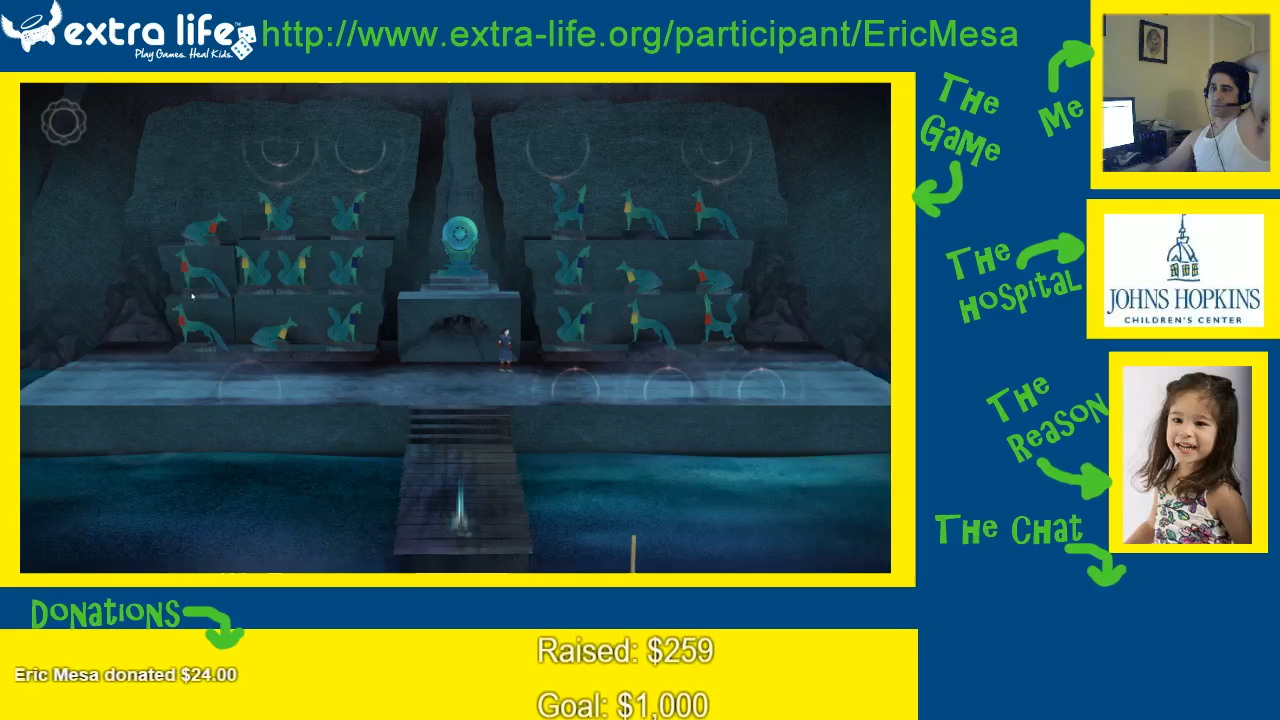 extra life™
Play Games. Heal Kids.
http://www.extra-life.org/participant/EricMesa
The Game
Me
The Hospital
JOHNS HOPKINS
CHILDREN'S CENTER
The Reason
The Chat
Donations
Eric Mesa donated $24.00
Raised: $259
Goal: $1,000